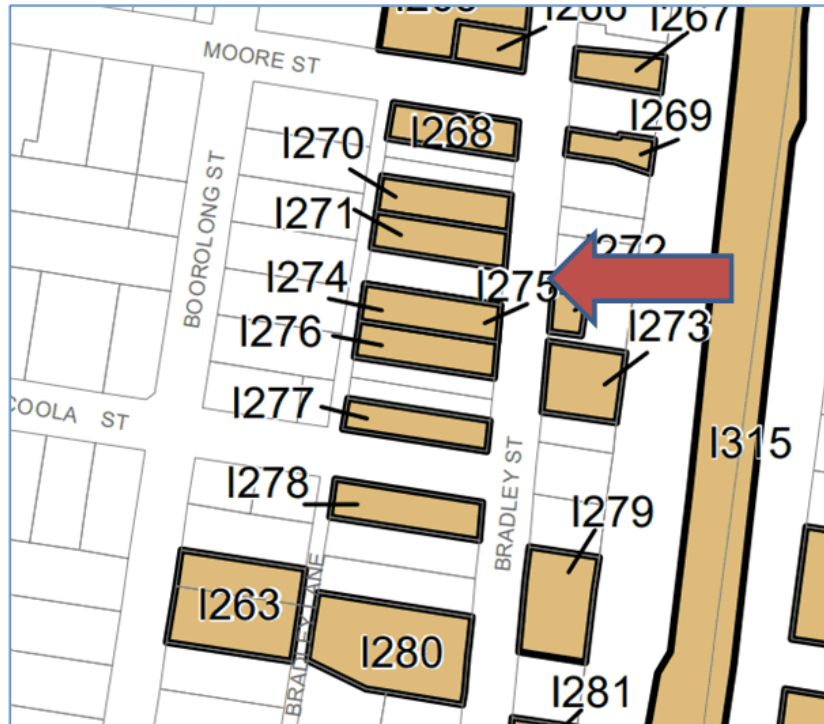 I266
I267
MOORE ST
I268
I269
I270
I271
BOOROLONG ST
I272
I274
I275
I276
I273
I277
COOLA ST
I315
I278
BRADLEY ST
I279
I263
BRADLEY LANE
I280
I281